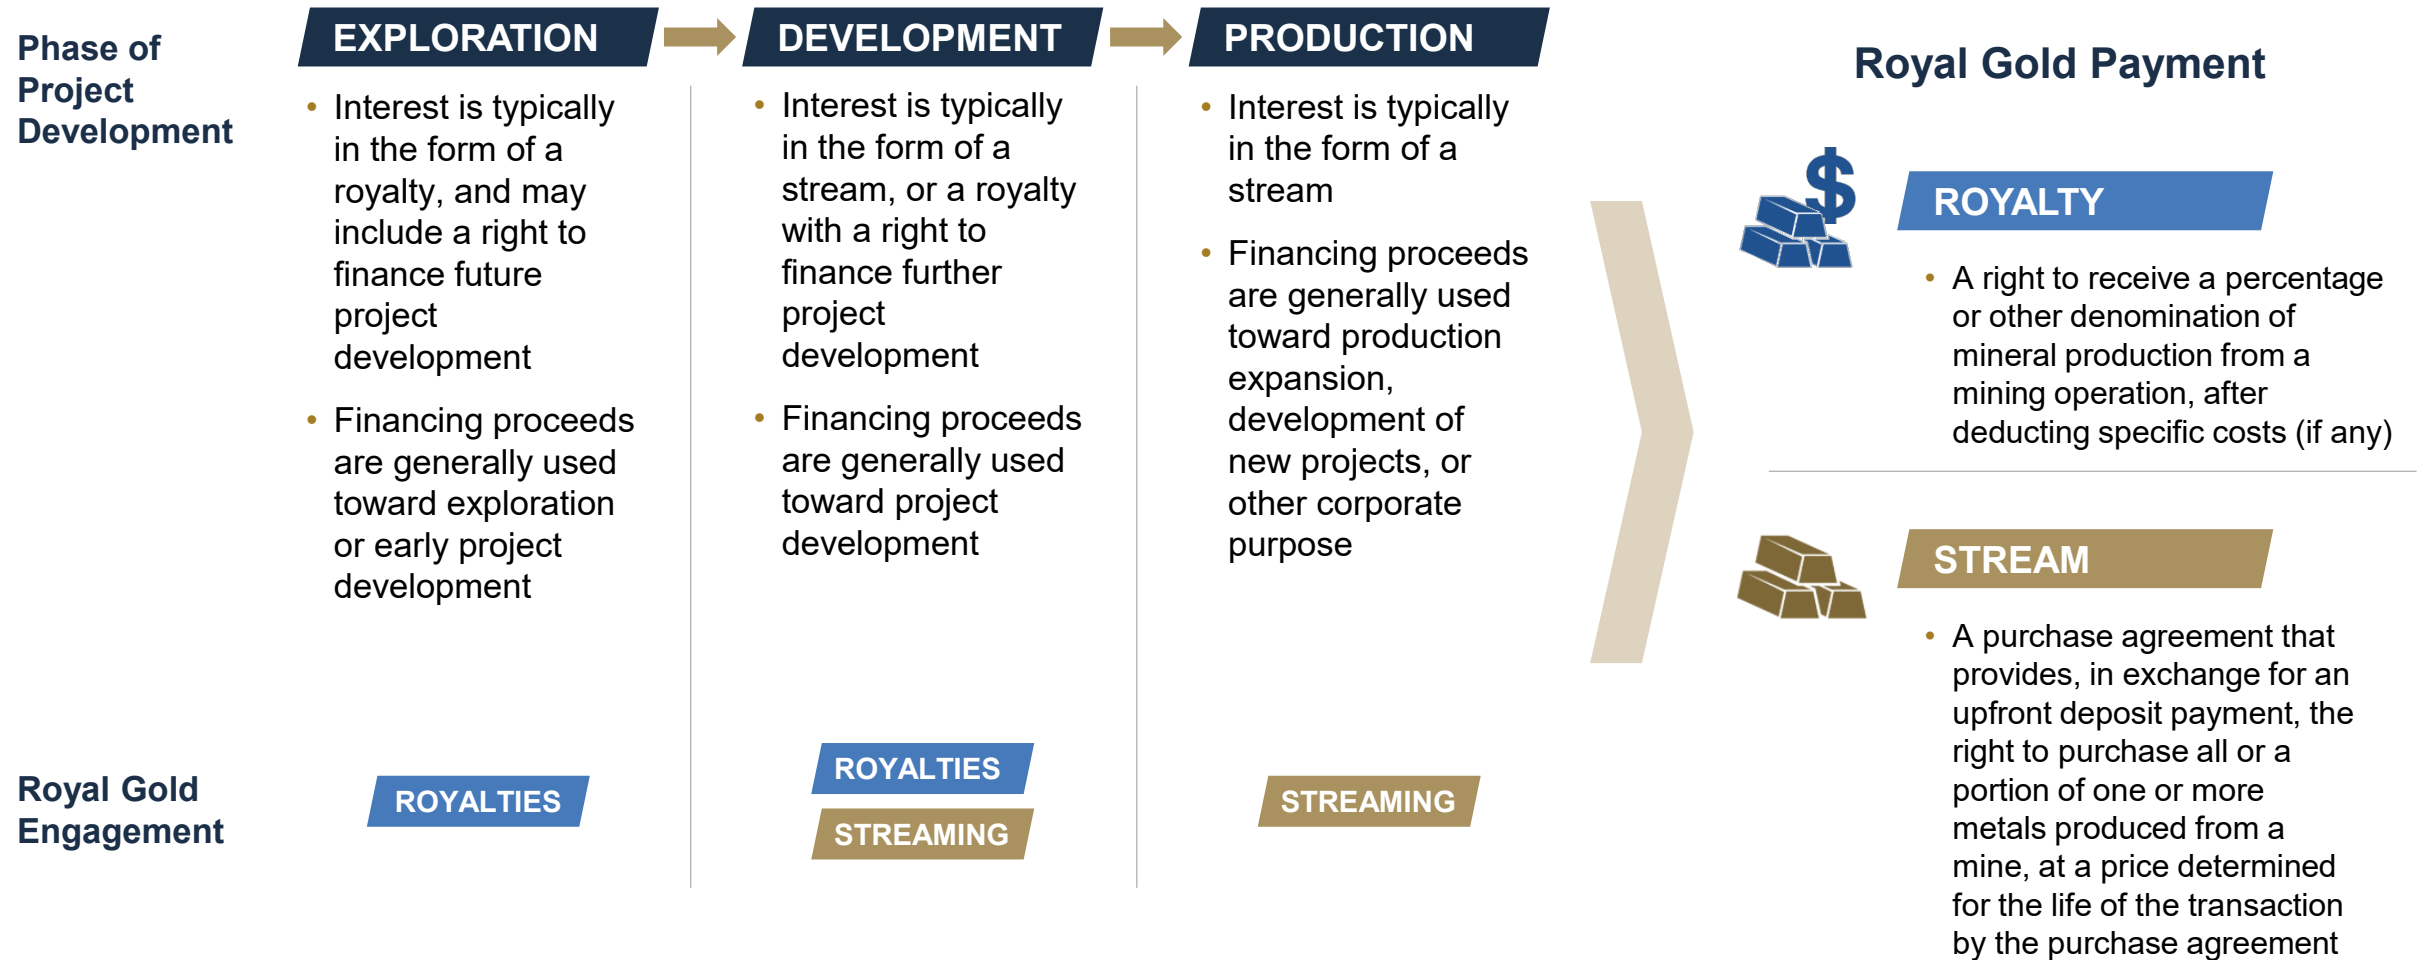 Phase of
Project
Development
EXPLORATION
• Interest is typically
in the form of a
royalty, and may
include a right to
finance future
project
development
• Financing proceeds
are generally used
toward exploration
or early project
development
DEVELOPMENT
• Interest is typically
in the form of a
stream, or a royalty
with a right to
finance further
project
development
• Financing proceeds
are generally used
toward project
development
PRODUCTION
• Interest is typically
in the form of a
stream
• Financing proceeds
are generally used
toward production
expansion,
development of
new projects, or
other corporate
purpose
Royal Gold
Engagement
ROYALTIES
ROYALTIES
STREAMING
STREAMING
Royal Gold Payment
$
ROYALTY
• A right to receive a percentage
or other denomination of
mineral production from a
mining operation, after
deducting specific costs (if any)
STREAM
• A purchase agreement that
provides, in exchange for an
upfront deposit payment, the
right to purchase all or a
portion of one or more
metals produced from a
mine, at a price determined
for the life of the transaction
by the purchase agreement